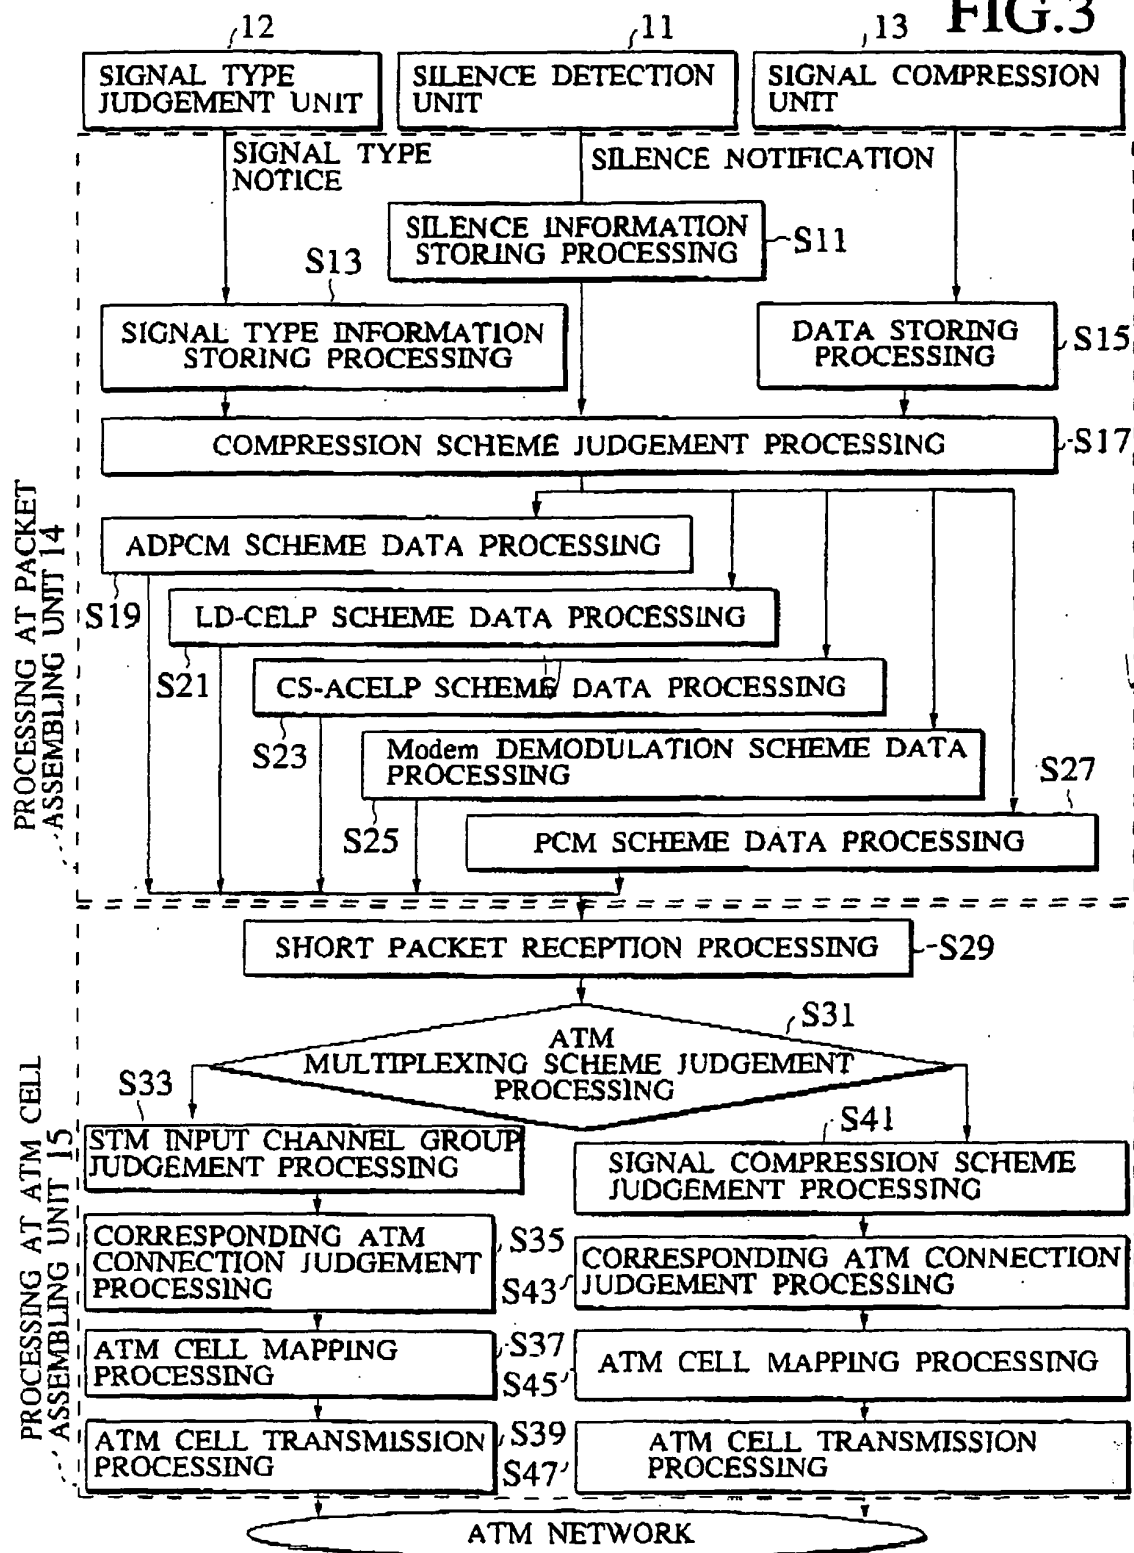 FIG.3
12
11
13
SIGNAL TYPE
JUDGEMENT UNIT
SILENCE DETECTION
UNIT
SIGNAL COMPRESSION
UNIT
SIGNAL TYPE
NOTICE
SILENCE NOTIFICATION
SILENCE INFORMATION
STORING PROCESSING
S11
S13
SIGNAL TYPE INFORMATION
STORING PROCESSING
DATA STORING
PROCESSING
S15
COMPRESSION SCHEME JUDGEMENT PROCESSING
S17
PROCESSING AT PACKET
ASSEMBLING UNIT 14
ADPCM SCHEME DATA PROCESSING
S19
LD-CELP SCHEME DATA PROCESSING
S21
CS-ACELP SCHEME DATA PROCESSING
S23
Modem DEMODULATION SCHEME DATA
PROCESSING
S25
S27
PCM SCHEME DATA PROCESSING
SHORT PACKET RECEPTION PROCESSING
S29
S31
ATM
MULTIPLEXING SCHEME JUDGEMENT
PROCESSING
PROCESSING AT ATM CELL
ASSEMBLING UNIT 15
S33
STM INPUT CHANNEL GROUP
JUDGEMENT PROCESSING
S41
SIGNAL COMPRESSION SCHEME
JUDGEMENT PROCESSING
CORRESPONDING ATM
CONNECTION JUDGEMENT
PROCESSING
S35
S43
CORRESPONDING ATM CONNECTION
JUDGEMENT PROCESSING
ATM CELL MAPPING
PROCESSING
S37
S45
ATM CELL MAPPING PROCESSING
ATM CELL TRANSMISSION
PROCESSING
S39
S47
ATM CELL TRANSMISSION
PROCESSING
ATM NETWORK